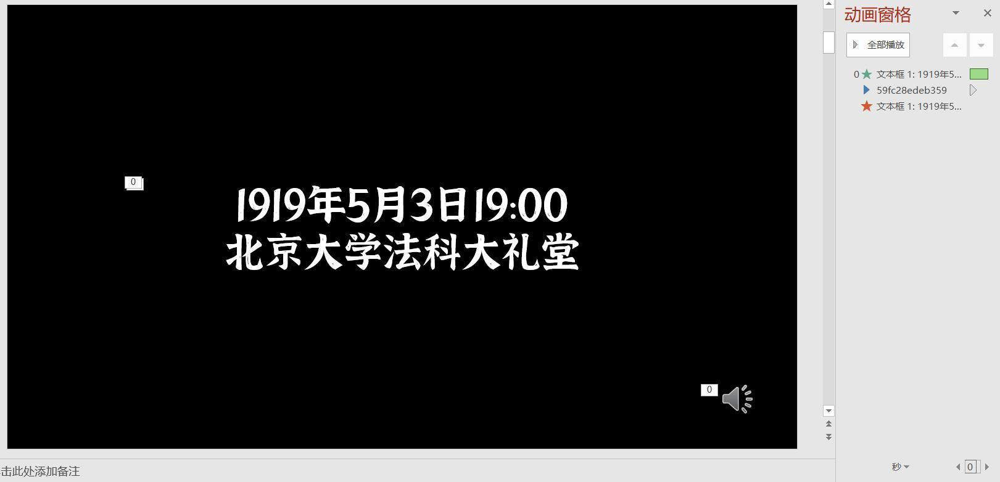 动画窗格
全部播放
0 文本框 1: 1919年5...
59fc28edeb359
文本框 1: 1919年5...
0
1919年5月3日19:00
北京大学法科大礼堂
0
击此处添加备注
秒
0